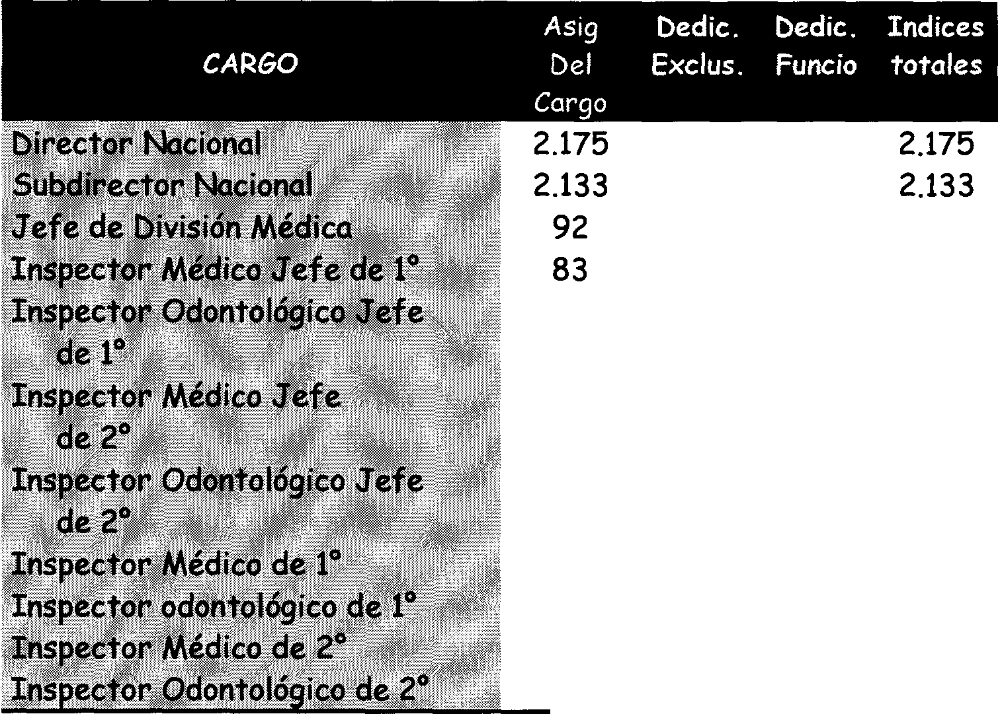 CARGO Asig Del Cargo Dedic. Exclus. Dedic. Funcio Indices totales
Director Nacional 2.175 2.175
Subdirector Nacional 2.133 2.133
Jefe de División Médica 92
Inspector Médico Jefe de 1° 83
Inspector Odontológico Jefe
de 1°
Inspector Médico Jefe
de 2°
Inspector Odontológico Jefe
de 2°
Inspector Médico de 1°
Inspector odontológico de 1°
Inspector Médico de 2°
Inspector Odontológico de 2°